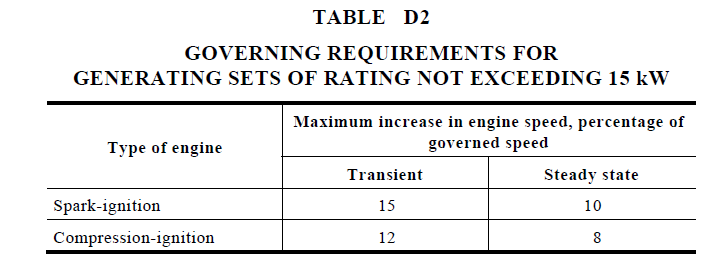 TABLE D2
GOVERNING REQUIREMENTS FOR
GENERATING SETS OF RATING NOT EXCEEDING 15 kW
Type of engine
Maximum increase in engine speed, percentage of
governed speed
Transient Steady state
Spark-ignition 15 10
Compression-ignition 12 8